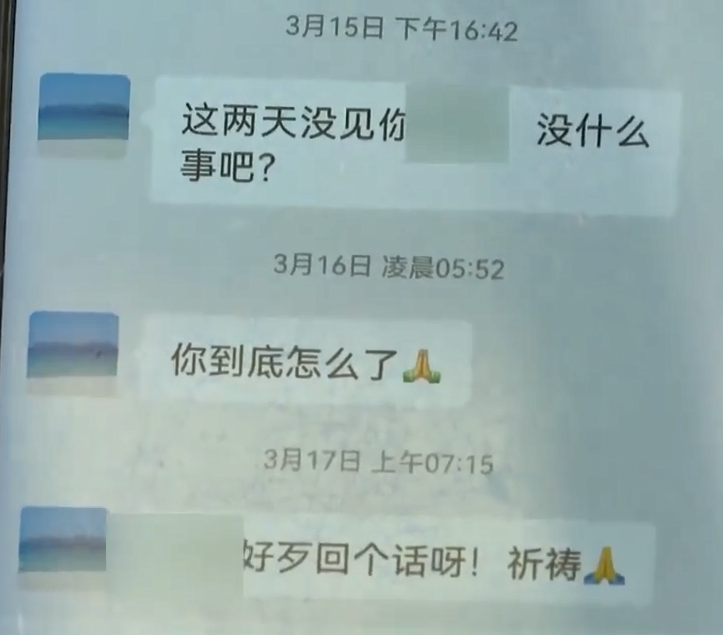 3月15日 下午16:42
这两天没见你 没什么
事吧？
3月16日 凌晨05:52
你到底怎么了🙏
3月17日 上午07:15
好歹回个话呀！祈祷🙏